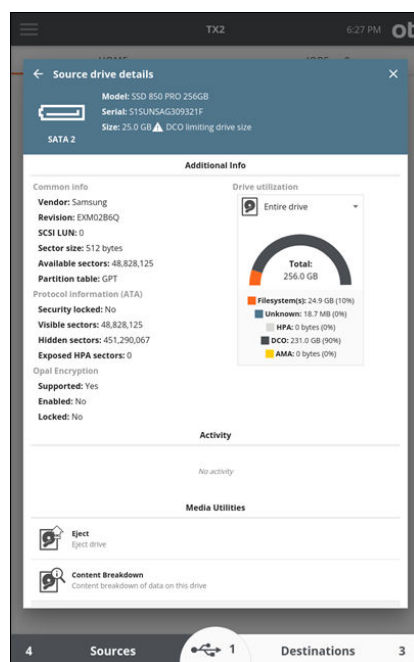 TX2
6:27 PM
ot
Source drive details
Model: SSD 850 PRO 256GB
Serial: S1SUNSAG309321F
Size: 25.0 GB DCO limiting drive size
SATA 2
Additional Info
Common info
Vendor: Samsung
Revision: EXM02B6Q
SCSI LUN: 0
Sector size: 512 bytes
Available sectors: 48,828,125
Partition table: GPT
Protocol information (ATA)
Security locked: No
Visible sectors: 48,828,125
Hidden sectors: 451,290,067
Exposed HPA sectors: 0
Opal Encryption
Supported: Yes
Enabled: No
Locked: No
Drive utilization
Entire drive
Total:
256.0 GB
Filesystem(s): 24.9 GB (10%)
Unknown: 18.7 MB (0%)
HPA: 0 bytes (0%)
DCO: 231.0 GB (90%)
AMA: 0 bytes (0%)
Activity
No activity
Media Utilities
Eject
Eject drive
Content Breakdown
Content breakdown of data on this drive
4 Sources
1
Destinations 3